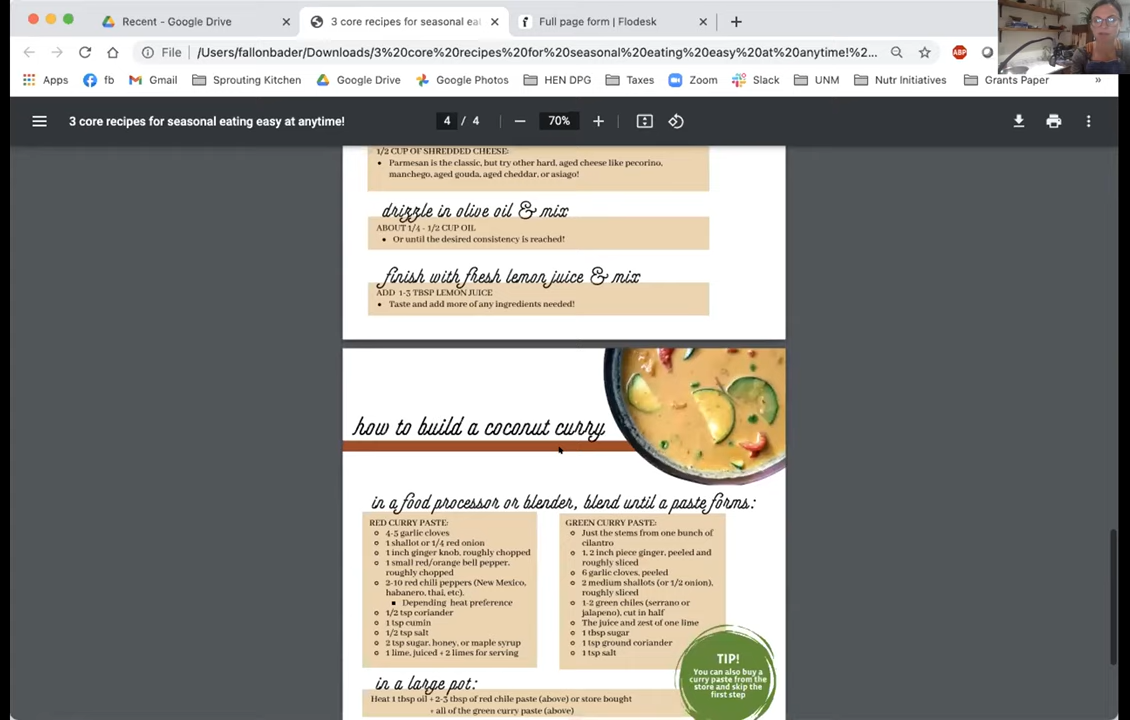 Recent - Google Drive
3 core recipes for seasonal eati
Full page form | Flodesk
File
/Users/fallonbader/Downloads/3%20core%20recipes%20for%20seasonal%20eating%20easy%20at%20anytime!%2...
ABP
Apps
fb
Gmail
Sprouting Kitchen
Google Drive
Google Photos
HEN DPG
Taxes
Zoom
Slack
UNM
Nutr Initiatives
Grants Paper
»
3 core recipes for seasonal eating easy at anytime!
4 / 4
70%
1/2 CUP OF SHREDDED CHEESE:
Parmesan is the classic, but try other hard, aged cheese like pecorino,
manchego, aged gouda, aged cheddar, or asiago!
drizzle in olive oil & mix
ABOUT 1/4 - 1/2 CUP OIL
Or until the desired consistency is reached!
finish with fresh lemon juice & mix
ADD 1-3 TBSP LEMON JUICE
Taste and add more of any ingredients needed!
how to build a coconut curry
in a food processor or blender, blend until a paste forms:
RED CURRY PASTE:
4-5 garlic cloves
1 shallot or 1/4 red onion
1 inch ginger knob, roughly chopped
1 small red/orange bell pepper,
roughly chopped
2-10 red chili peppers (New Mexico,
habanero, thai, etc).
Depending heat preference
1/2 tsp coriander
1 tsp cumin
1/2 tsp salt
2 tsp sugar, honey, or maple syrup
1 lime, juiced + 2 limes for serving
GREEN CURRY PASTE:
Just the stems from one bunch of
cilantro
1, 2 inch piece ginger, peeled and
roughly sliced
6 garlic cloves, peeled
2 medium shallots (or 1/2 onion),
roughly sliced
1-2 green chiles (serrano or
jalapeno), cut in half
The juice and zest of one lime
1 tbsp sugar
1 tsp ground coriander
1 tsp salt
TIP!
You can also buy a
curry paste from the
store and skip the
first step
in a large pot:
Heat 1 tbsp oil + 2-3 tbsp of red chile paste (above) or store bought
+ all of the green curry paste (above)